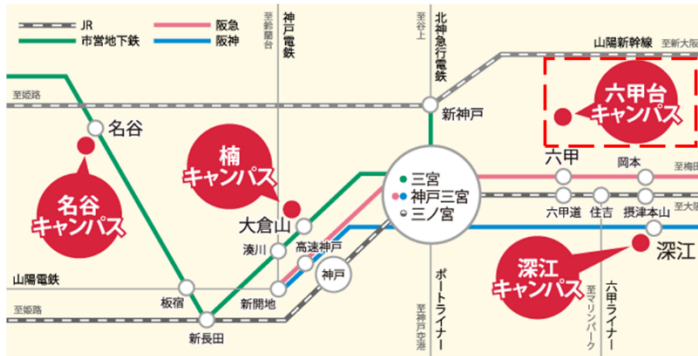 JR
阪急
市営地下鉄
阪神
至鈴蘭台
神戸電鉄
至谷上
北神急行電鉄
山陽新幹線
至新大阪
至姫路
新神戸
六甲台
キャンパス
名谷
楠
キャンパス
名谷
キャンパス
三宮
神戸三宮
三ノ宮
六甲
岡本
至梅田
大倉山
六甲道
住吉
摂津本山
至大阪
湊川
高速神戸
神戸
深江
深江
キャンパス
山陽電鉄
板宿
新開地
至姫路
新長田
ポートライナー
至神戸空港
六甲ライナー
至マリンパーク